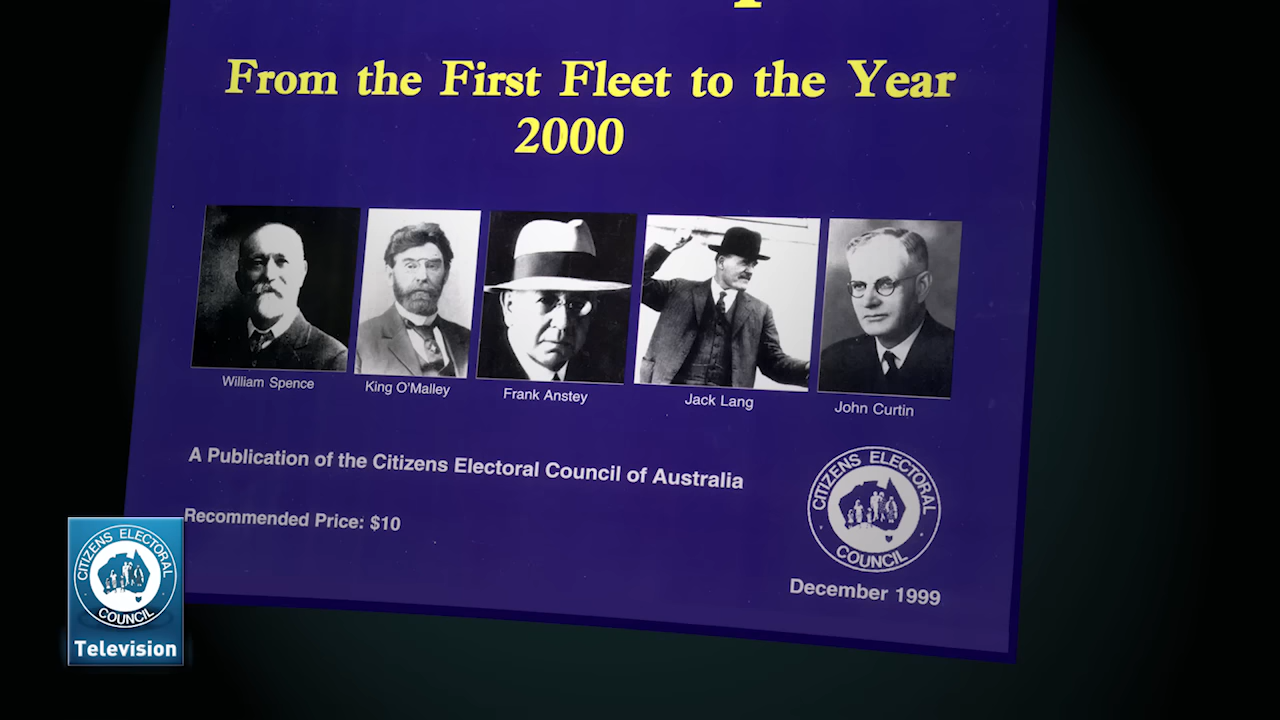 From the First Fleet to the Year
2000
William Spence
King O'Malley
Frank Anstey
Jack Lang
John Curtin
A Publication of the Citizens Electoral Council of Australia
Recommended Price: $10
CITIZENS ELECTORAL
COUNCIL
December 1999
CITIZENS ELECTORAL
COUNCIL
Television